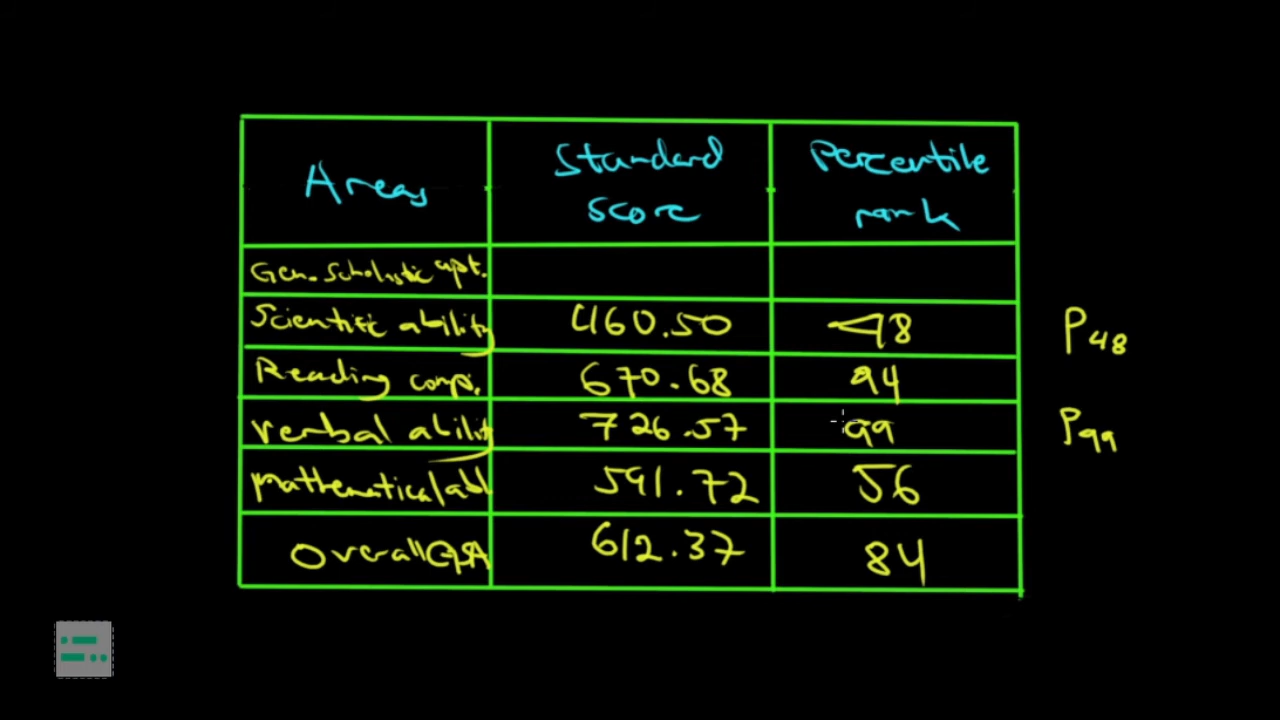 Areas Standard score Percentile rank
Gen. Scholastic apt.
Scientific ability 460.50 48 P48
Reading comp. 670.68 94
verbal ability 726.57 99 P99
mathematical abl 591.72 56
Overall GSA 612.37 84